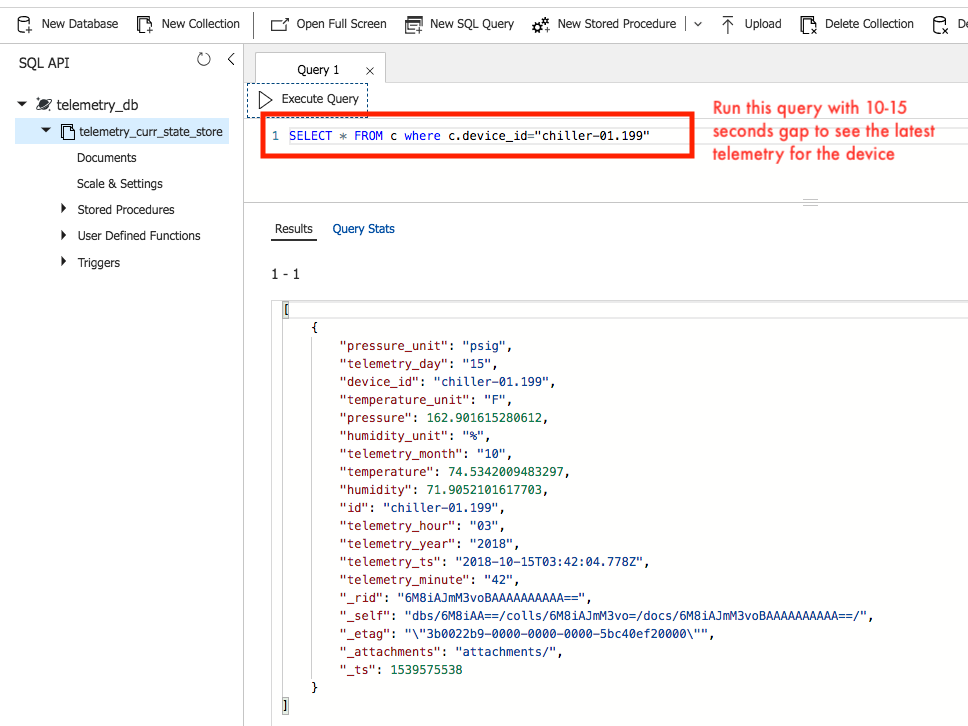 New Database New Collection Open Full Screen New SQL Query New Stored Procedure Upload Delete Collection De
SQL API
telemetry_db
telemetry_curr_state_store
Documents
Scale & Settings
Stored Procedures
User Defined Functions
Triggers
Query 1
Execute Query
1 SELECT * FROM c where c.device_id="chiller-01.199"
Run this query with 10-15
seconds gap to see the latest
telemetry for the device
Results Query Stats
1 - 1
[
{
"pressure_unit": "psig",
"telemetry_day": "15",
"device_id": "chiller-01.199",
"temperature_unit": "F",
"pressure": 162.901615280612,
"humidity_unit": "%",
"telemetry_month": "10",
"temperature": 74.5342009483297,
"humidity": 71.9052101617703,
"id": "chiller-01.199",
"telemetry_hour": "03",
"telemetry_year": "2018",
"telemetry_ts": "2018-10-15T03:42:04.778Z",
"telemetry_minute": "42",
"_rid": "6M8iAJmM3voBAAAAAAAAAA==",
"_self": "dbs/6M8iAA==/colls/6M8iAJmM3vo=/docs/6M8iAJmM3voBAAAAAAAAAA==/",
"_etag": "\"3b0022b9-0000-0000-0000-5bc40ef20000\"",
"_attachments": "attachments/",
"_ts": 1539575538
}
]